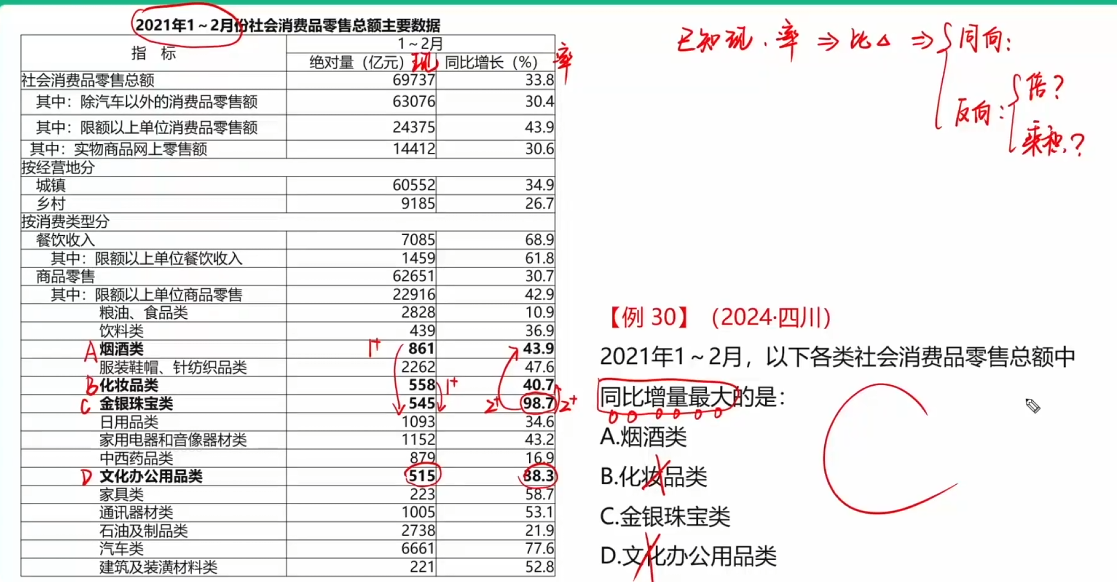 2021年1～2月份社会消费品零售总额主要数据
指 标
1～2月
绝对量（亿元） 现 同比增长（%） 率
社会消费品零售总额 69737 33.8
其中：除汽车以外的消费品零售额 63076 30.4
其中：限额以上单位消费品零售额 24375 43.9
其中：实物商品网上零售额 14412 30.6
按经营地分
城镇 60552 34.9
乡村 9185 26.7
按消费类型分
餐饮收入 7085 68.9
其中：限额以上单位餐饮收入 1459 61.8
商品零售 62651 30.7
其中：限额以上单位商品零售 22916 42.9
粮油、食品类 2828 10.9
饮料类 439 36.9
A 烟酒类 1+ 861 43.9
服装鞋帽、针纺织品类 2262 47.6
B 化妆品类 558 1+ 40.7
C 金银珠宝类 545 2+ 98.7 2+
日用品类 1093 34.6
家用电器和音像器材类 1152 43.2
中西药品类 879 16.9
D 文化办公用品类 515 38.3
家具类 223 58.7
通讯器材类 1005 53.1
石油及制品类 2738 21.9
汽车类 6661 77.6
建筑及装潢材料类 221 52.8
已知现、率 ⇒ 比△ ⇒ 同向：
反向：
倍？
乘积？
【例 30】（2024·四川）
2021年1～2月，以下各类社会消费品零售总额中
同比增量最大的是：
A.烟酒类
B.化妆品类
C.金银珠宝类
D.文化办公用品类